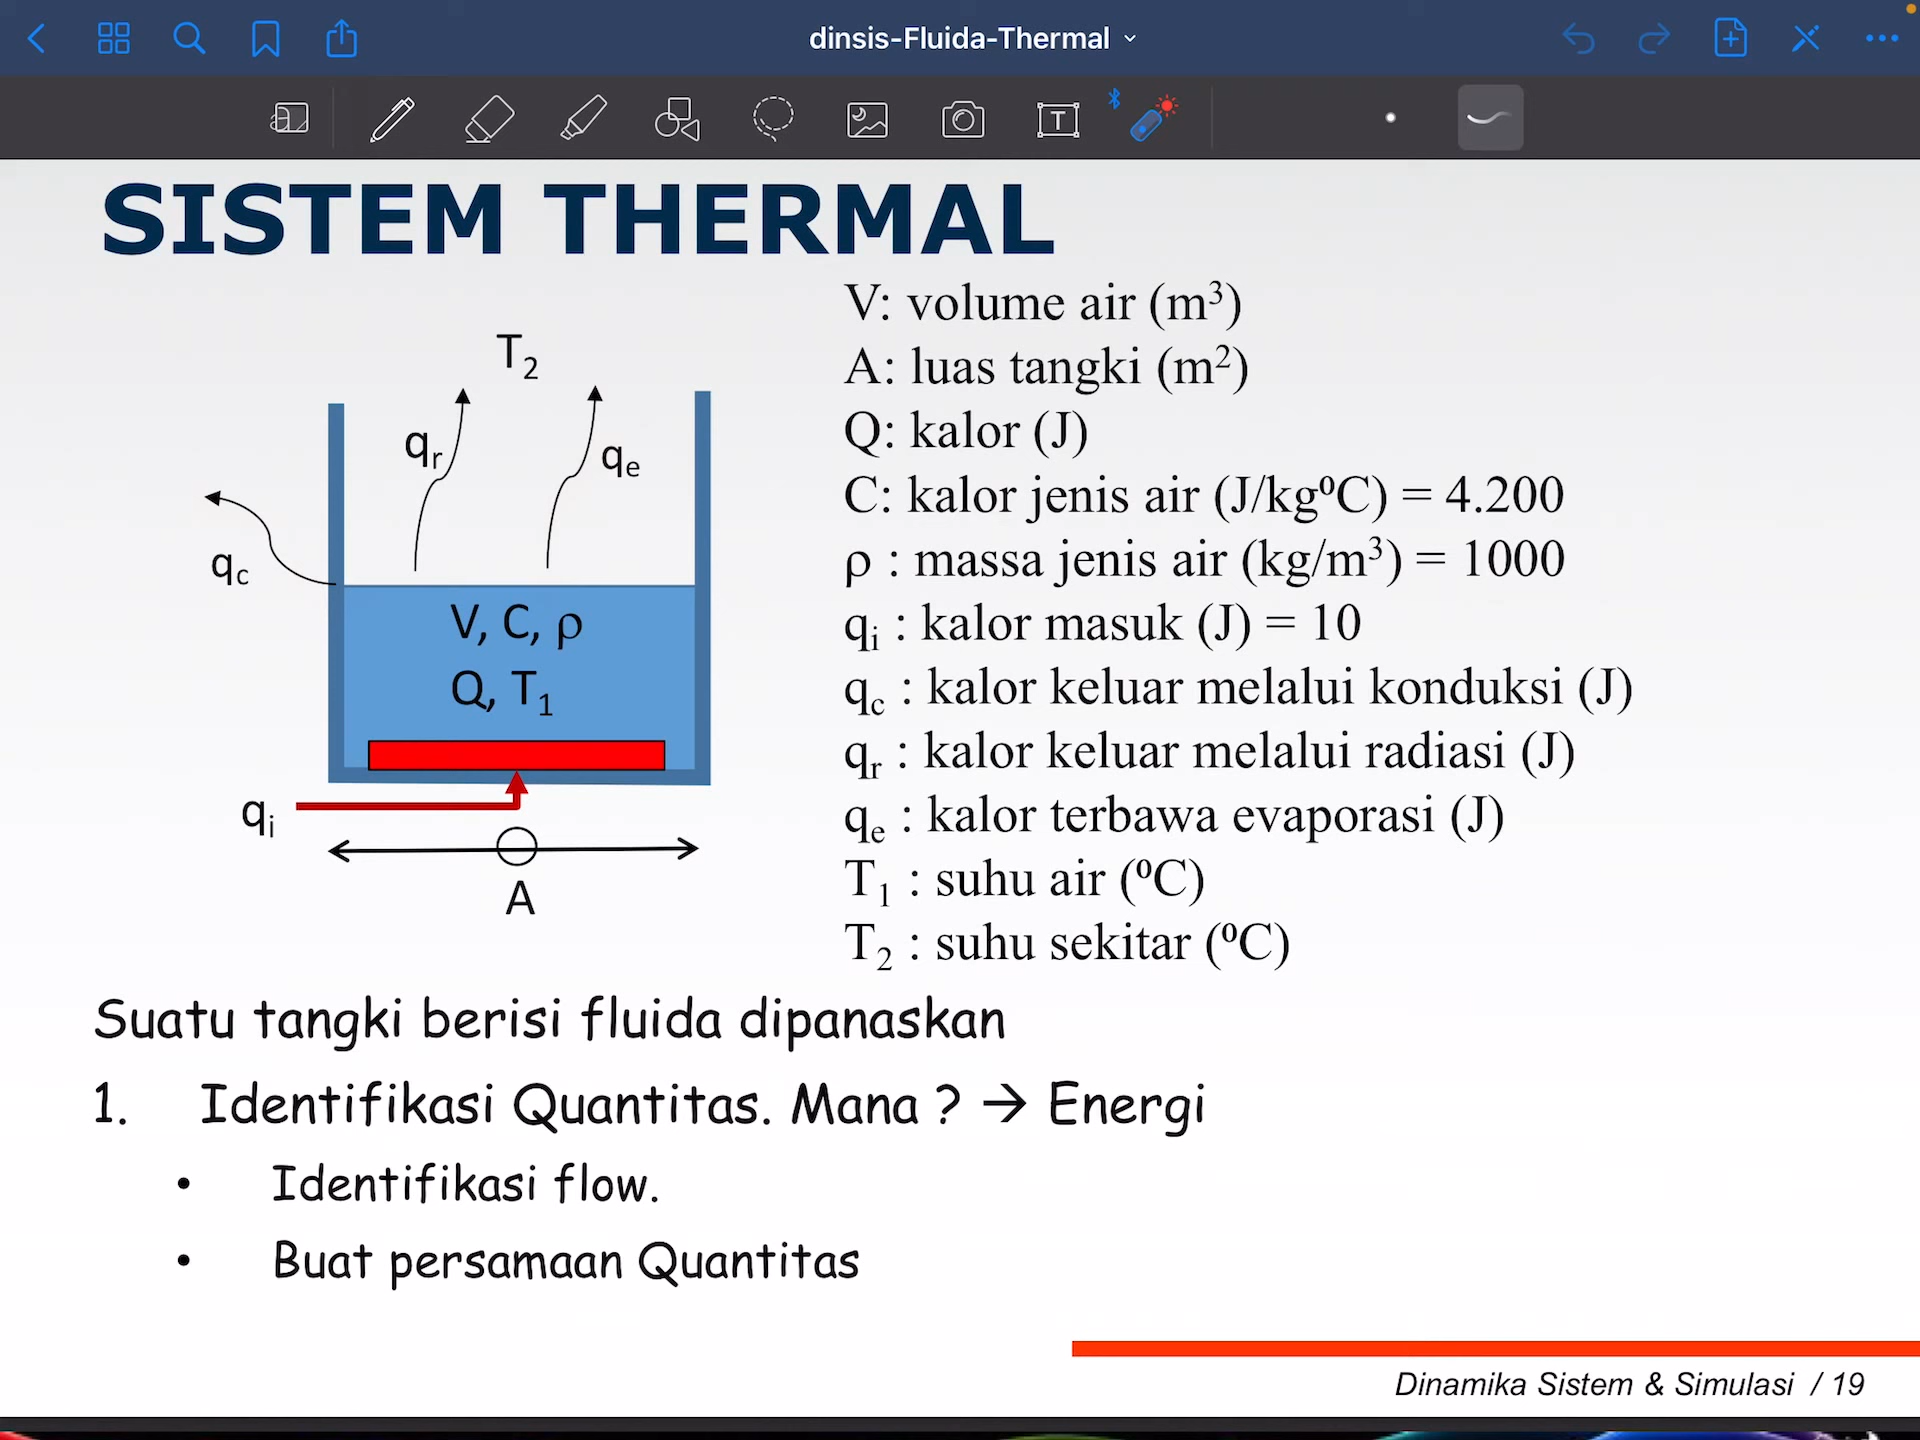 dinsis-Fluida-Thermal
SISTEM THERMAL
T₂
qᵣ
qₑ
q꜀
V, C, ρ
Q, T₁
qᵢ
A
V: volume air (m³)
A: luas tangki (m²)
Q: kalor (J)
C: kalor jenis air (J/kg⁰C) = 4.200
ρ : massa jenis air (kg/m³) = 1000
qᵢ : kalor masuk (J) = 10
q꜀ : kalor keluar melalui konduksi (J)
qᵣ : kalor keluar melalui radiasi (J)
qₑ : kalor terbawa evaporasi (J)
T₁ : suhu air (⁰C)
T₂ : suhu sekitar (⁰C)
Suatu tangki berisi fluida dipanaskan
1. Identifikasi Quantitas. Mana ? → Energi
• Identifikasi flow.
• Buat persamaan Quantitas
Dinamika Sistem & Simulasi / 19